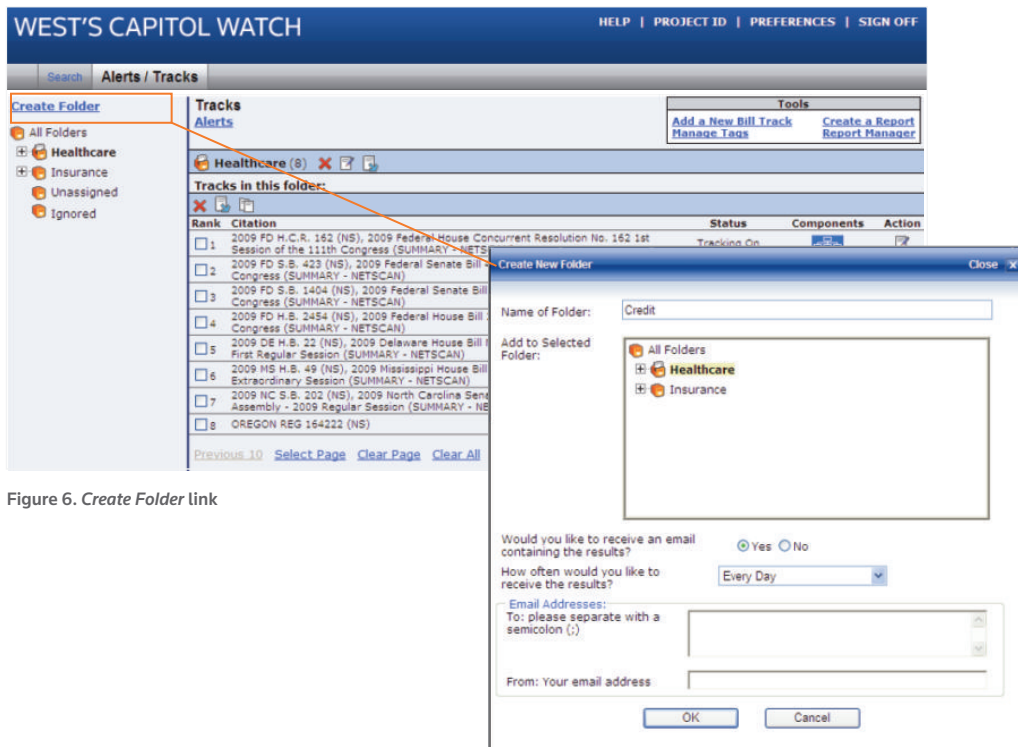 WEST'S CAPITOL WATCH
HELP | PROJECT ID | PREFERENCES | SIGN OFF
Search Alerts / Tracks
Create Folder
All Folders
Healthcare
Insurance
Unassigned
Ignored
Tracks
Alerts
Tools
Add a New Bill Track Create a Report
Manage Tags Report Manager
Healthcare (8)
Tracks in this folder:
Rank Citation Status Components Action
1 2009 FD H.C.R. 162 (NS), 2009 Federal House Concurrent Resolution No. 162 1st
Session of the 111th Congress (SUMMARY - NETS
Tracking On
2 2009 FD S.B. 423 (NS), 2009 Federal Senate Bill
Congress (SUMMARY - NETSCAN)
3 2009 FD S.B. 1404 (NS), 2009 Federal Senate Bill
Congress (SUMMARY - NETSCAN)
4 2009 FD H.B. 2454 (NS), 2009 Federal House Bill
Congress (SUMMARY - NETSCAN)
5 2009 DE H.B. 22 (NS), 2009 Delaware House Bill
First Regular Session (SUMMARY - NETSCAN)
6 2009 MS H.B. 49 (NS), 2009 Mississippi House Bill
Extraordinary Session (SUMMARY - NETSCAN)
7 2009 NC S.B. 202 (NS), 2009 North Carolina Sena
Assembly - 2009 Regular Session (SUMMARY - NE
8 OREGON REG 164222 (NS)
Previous 10 Select Page Clear Page Clear All
Create New Folder Close X
Name of Folder: Credit
Add to Selected
Folder:
All Folders
Healthcare
Insurance
Would you like to receive an email
containing the results?
Yes No
How often would you like to
receive the results?
Every Day
Email Addresses:
To: please separate with a
semicolon (;)
From: Your email address
OK Cancel
Figure 6. Create Folder link